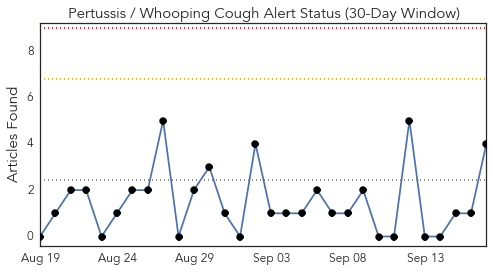 Pertussis / Whooping Cough Alert Status (30-Day Window)
Articles Found
8
6
4
2
0
Aug 19 Aug 24 Aug 29 Sep 03 Sep 08 Sep 13